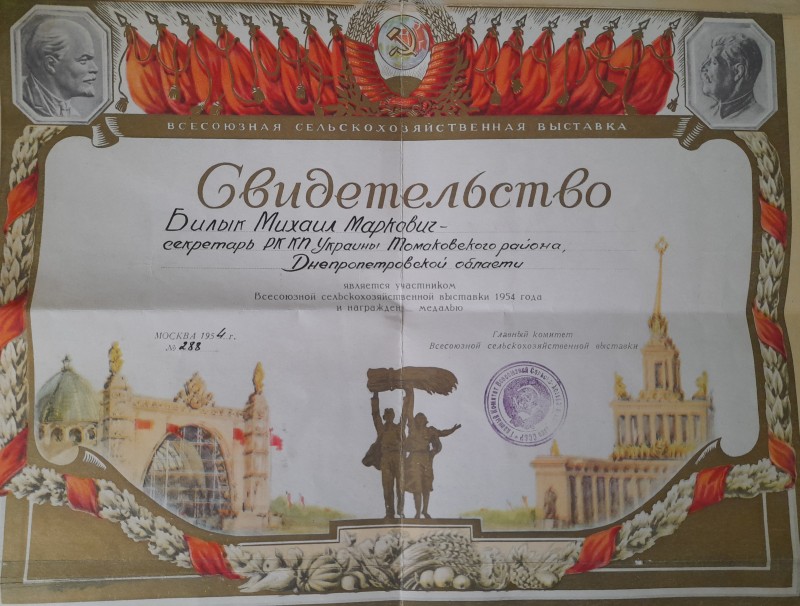 ВСЕСОЮЗНАЯ СЕЛЬСКОХОЗЯЙСТВЕННАЯ ВЫСТАВКА
Свидетельство
Билык Михаил Маркович-
секретарь РК КП Украины Томаковского района,
Днепропетровской области
является участником
Всесоюзной сельскохозяйственной выставки 1954 года
и награжден медалью
МОСКВА 1954 г.
№ 288
Главный комитет
Всесоюзной сельскохозяйственной выставки